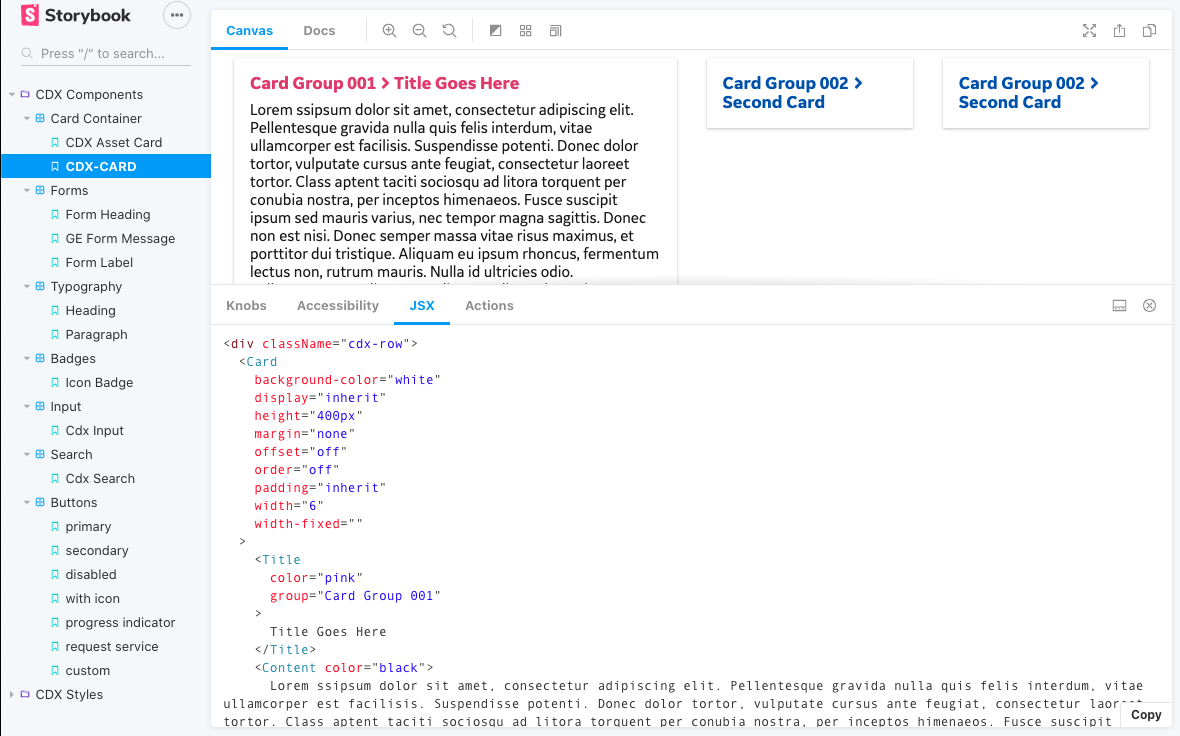 Storybook
Press "/" to search...
CDX Components
Card Container
CDX Asset Card
CDX-CARD
Forms
Form Heading
GE Form Message
Form Label
Typography
Heading
Paragraph
Badges
Icon Badge
Input
Cdx Input
Search
Cdx Search
Buttons
primary
secondary
disabled
with icon
progress indicator
request service
custom
CDX Styles
Canvas Docs
Card Group 001 > Title Goes Here
Lorem ssipsum dolor sit amet, consectetur adipiscing elit.
Pellentesque gravida nulla quis felis interdum, vitae
ullamcorper est facilisis. Suspendisse potenti. Donec dolor
tortor, vulputate cursus ante feugiat, consectetur laoreet
tortor. Class aptent taciti sociosqu ad litora torquent per
conubia nostra, per inceptos himenaeos. Fusce suscipit
ipsum sed mauris varius, nec tempor magna sagittis. Donec
non est nisi. Donec semper massa vitae risus maximus, et
porttitor dui tristique. Aliquam eu ipsum rhoncus, fermentum
lectus non, rutrum mauris. Nulla id ultricies odio.
Card Group 002 >
Second Card
Card Group 002 >
Second Card
Knobs Accessibility JSX Actions
<div className="cdx-row">
<Card
background-color="white"
display="inherit"
height="400px"
margin="none"
offset="off"
order="off"
padding="inherit"
width="6"
width-fixed=""
>
<Title
color="pink"
group="Card Group 001"
>
Title Goes Here
</Title>
<Content color="black">
Lorem ssipsum dolor sit amet, consectetur adipiscing elit. Pellentesque gravida nulla quis felis interdum, vitae
ullamcorper est facilisis. Suspendisse potenti. Donec dolor tortor, vulputate cursus ante feugiat, consectetur laoreet
tortor. Class aptent taciti sociosqu ad litora torquent per conubia nostra, per inceptos himenaeos. Fusce suscipit
Copy